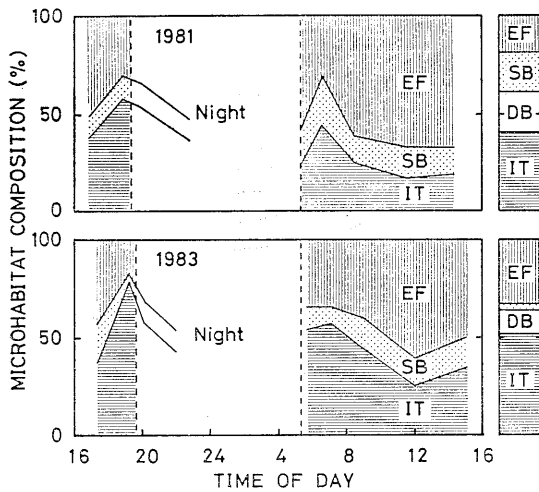 MICROHABITAT COMPOSITION (%)
100
50
0
1981
Night
EF
SB
IT
EF
SB
DB
IT
100
50
0
1983
Night
EF
SB
IT
EF
DB
IT
16 20 24 4 8 12 16
TIME OF DAY